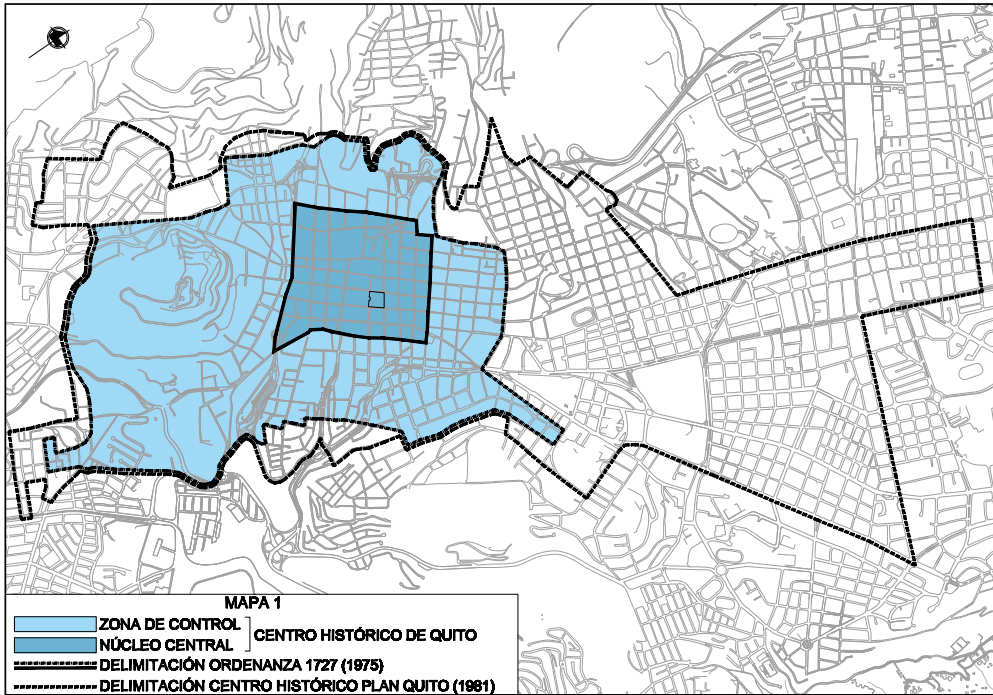 MAPA 1
ZONA DE CONTROL
NÚCLEO CENTRAL
CENTRO HISTÓRICO DE QUITO
DELIMITACIÓN ORDENANZA 1727 (1975)
DELIMITACIÓN CENTRO HISTÓRICO PLAN QUITO (1981)